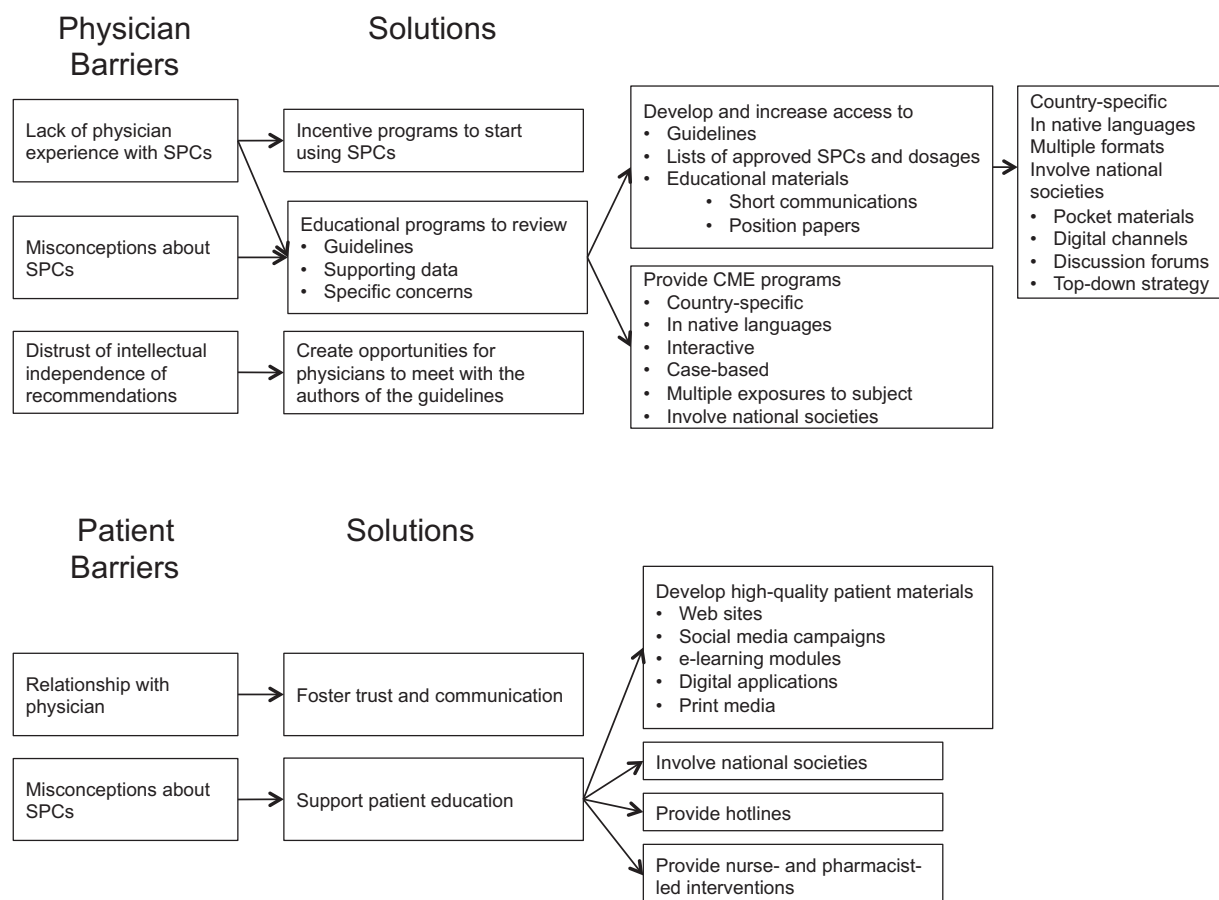 Physician
Barriers
Solutions
Lack of physician
experience with SPCs
Incentive programs to start
using SPCs
Misconceptions about
SPCs
Educational programs to review
• Guidelines
• Supporting data
• Specific concerns
Distrust of intellectual
independence of
recommendations
Create opportunities for
physicians to meet with the
authors of the guidelines
Develop and increase access to
• Guidelines
• Lists of approved SPCs and dosages
• Educational materials
• Short communications
• Position papers
Provide CME programs
• Country-specific
• In native languages
• Interactive
• Case-based
• Multiple exposures to subject
• Involve national societies
Country-specific
In native languages
Multiple formats
Involve national
societies
• Pocket materials
• Digital channels
• Discussion forums
• Top-down strategy
Patient
Barriers
Solutions
Relationship with
physician
Foster trust and communication
Misconceptions about
SPCs
Support patient education
Develop high-quality patient materials
• Web sites
• Social media campaigns
• e-learning modules
• Digital applications
• Print media
Involve national societies
Provide hotlines
Provide nurse- and pharmacist-
led interventions